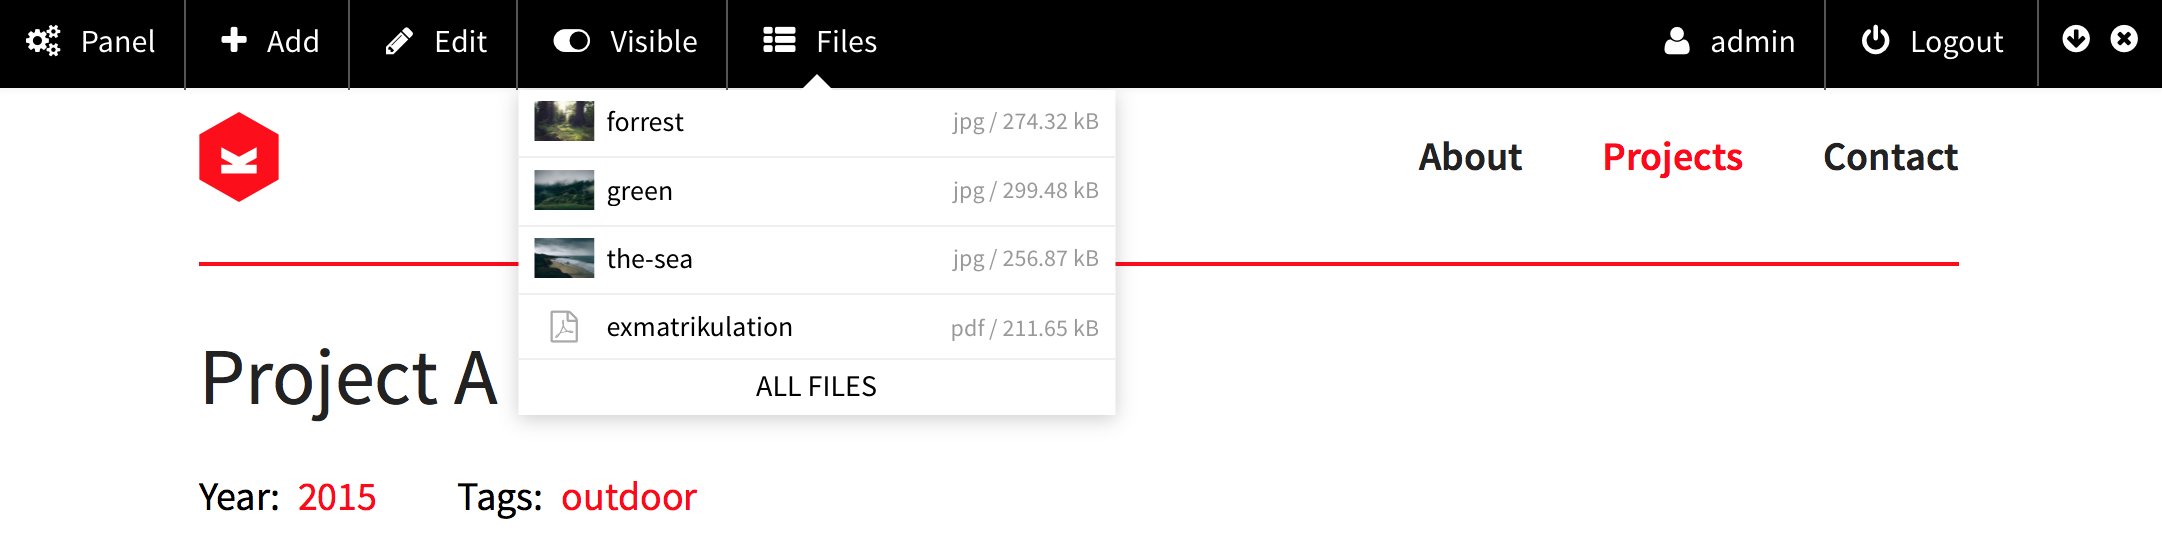 Panel Add Edit Visible Files admin Logout
forrest jpg / 274.32 kB
About Projects Contact
green jpg / 299.48 kB
the-sea jpg / 256.87 kB
exmatrikulation pdf / 211.65 kB
ALL FILES
Project A
Year: 2015 Tags: outdoor